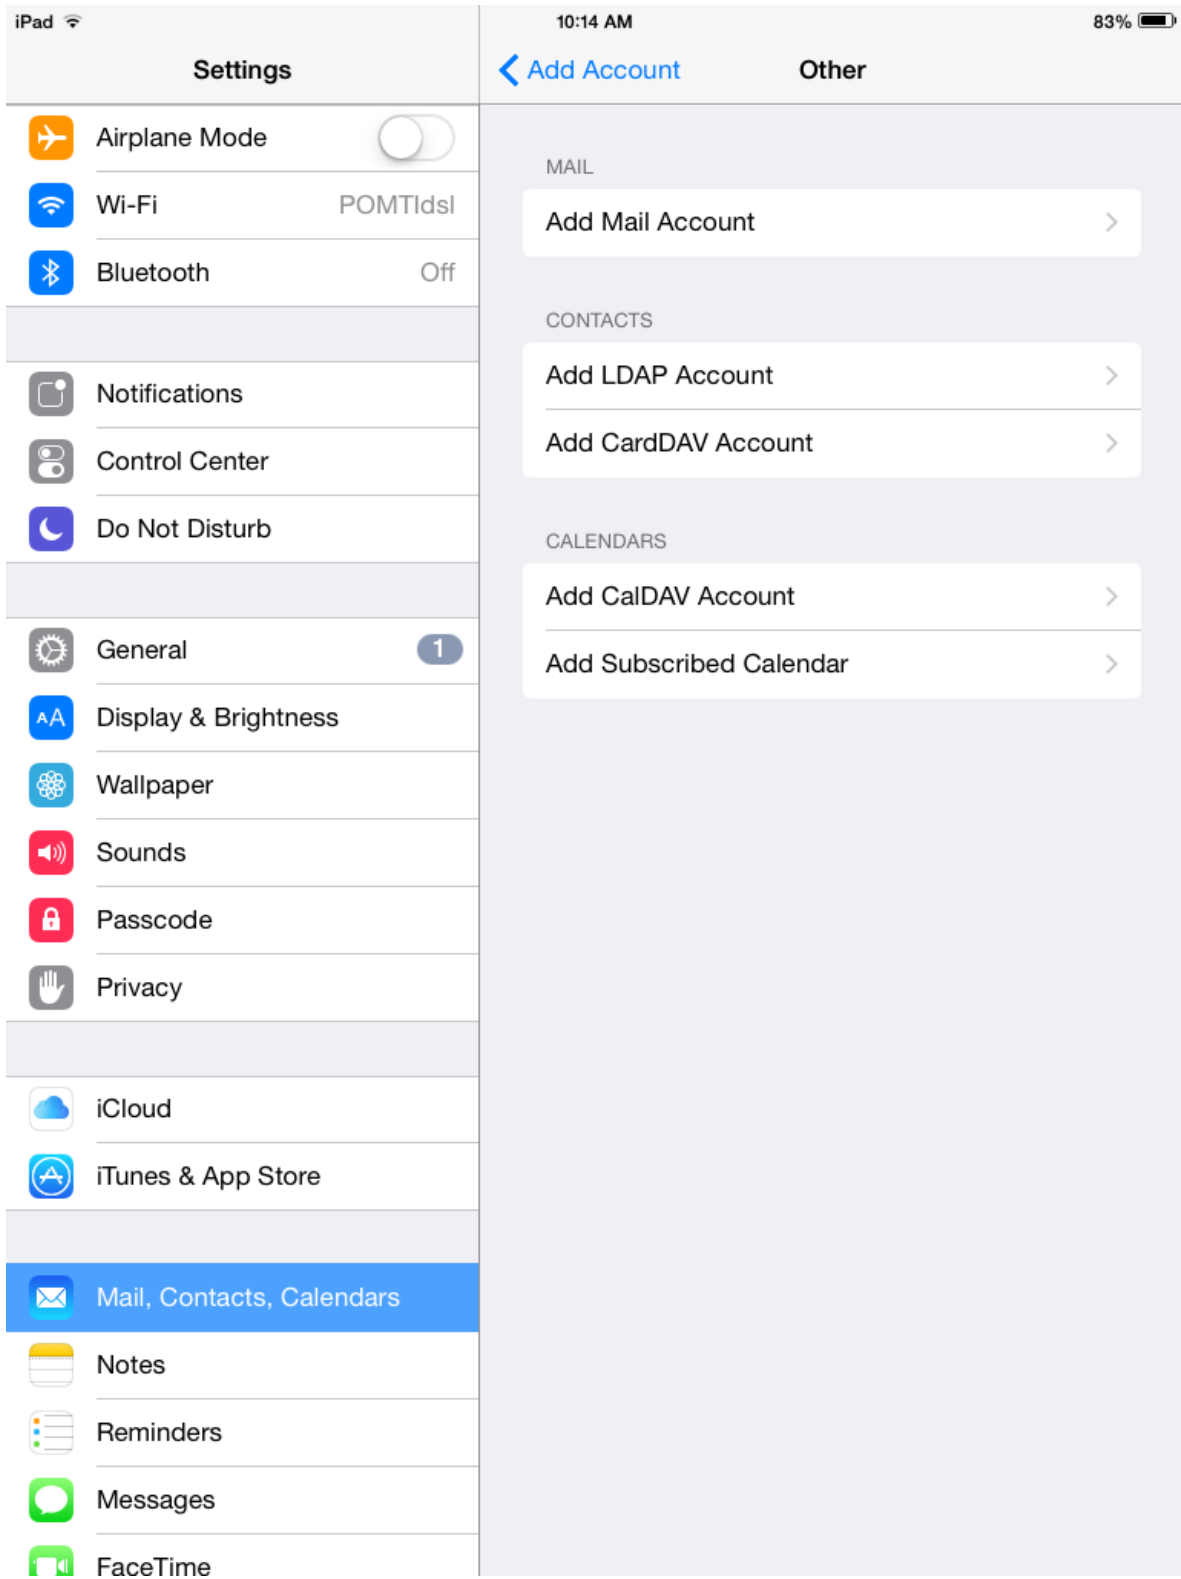 iPad 10:14 AM 83%
Settings
Add Account Other
Airplane Mode
Wi-Fi POMTIdsl
Bluetooth Off
Notifications
Control Center
Do Not Disturb
General 1
AA Display & Brightness
Wallpaper
Sounds
Passcode
Privacy
iCloud
iTunes & App Store
Mail, Contacts, Calendars
Notes
Reminders
Messages
FaceTime
MAIL
Add Mail Account
CONTACTS
Add LDAP Account
Add CardDAV Account
CALENDARS
Add CalDAV Account
Add Subscribed Calendar